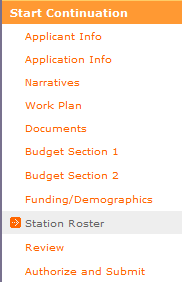 Start Continuation
Applicant Info
Application Info
Narratives
Work Plan
Documents
Budget Section 1
Budget Section 2
Funding/Demographics
Station Roster
Review
Authorize and Submit